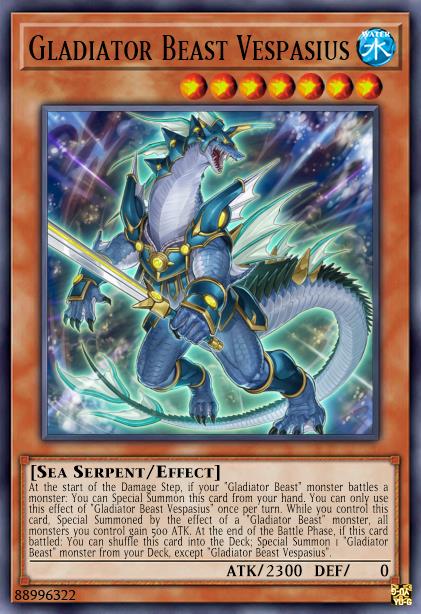 GLADIATOR BEAST VESPASIUS
WATER
水
[SEA SERPENT/EFFECT]
At the start of the Damage Step, if your "Gladiator Beast" monster battles a
monster: You can Special Summon this card from your hand. You can only use
this effect of "Gladiator Beast Vespasius" once per turn. While you control this
card, Special Summoned by the effect of a "Gladiator Beast" monster, all
monsters you control gain 500 ATK. At the end of the Battle Phase, if this card
battled: You can shuffle this card into the Deck; Special Summon 1 "Gladiator
Beast" monster from your Deck, except "Gladiator Beast Vespasius".
ATK/2300 DEF/ 0
88996322